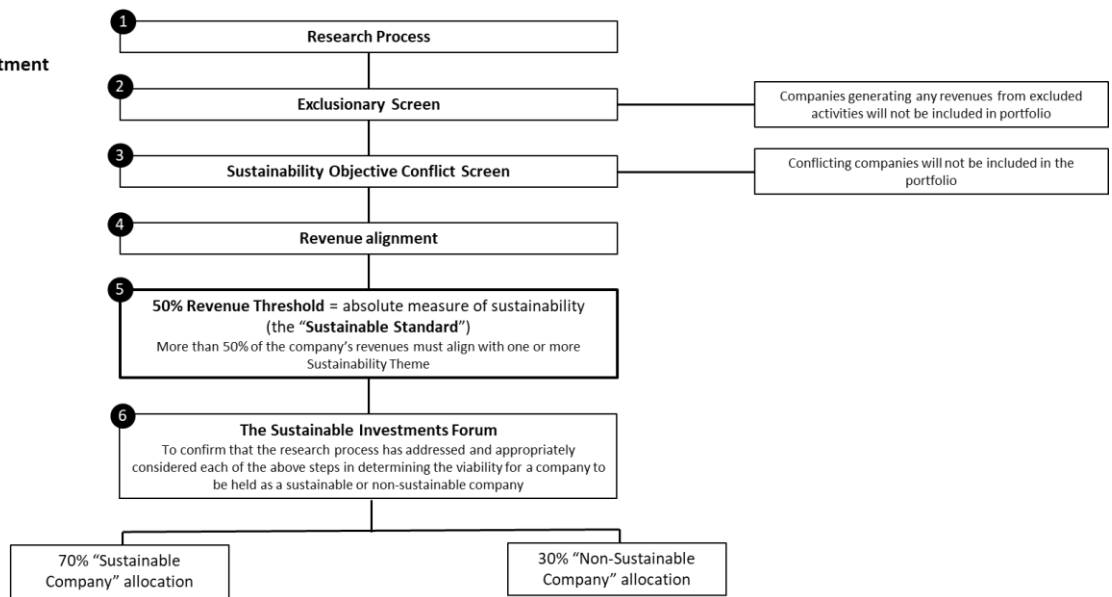 1
Research Process
tment
2
Exclusionary Screen
Companies generating any revenues from excluded
activities will not be included in portfolio
3
Sustainability Objective Conflict Screen
Conflicting companies will not be included in the
portfolio
4
Revenue alignment
5
50% Revenue Threshold = absolute measure of sustainability
(the “Sustainable Standard”)
More than 50% of the company’s revenues must align with one or more
Sustainability Theme
6
The Sustainable Investments Forum
To confirm that the research process has addressed and appropriately
considered each of the above steps in determining the viability for a company to
be held as a sustainable or non-sustainable company
70% “Sustainable
Company” allocation
30% “Non-Sustainable
Company” allocation